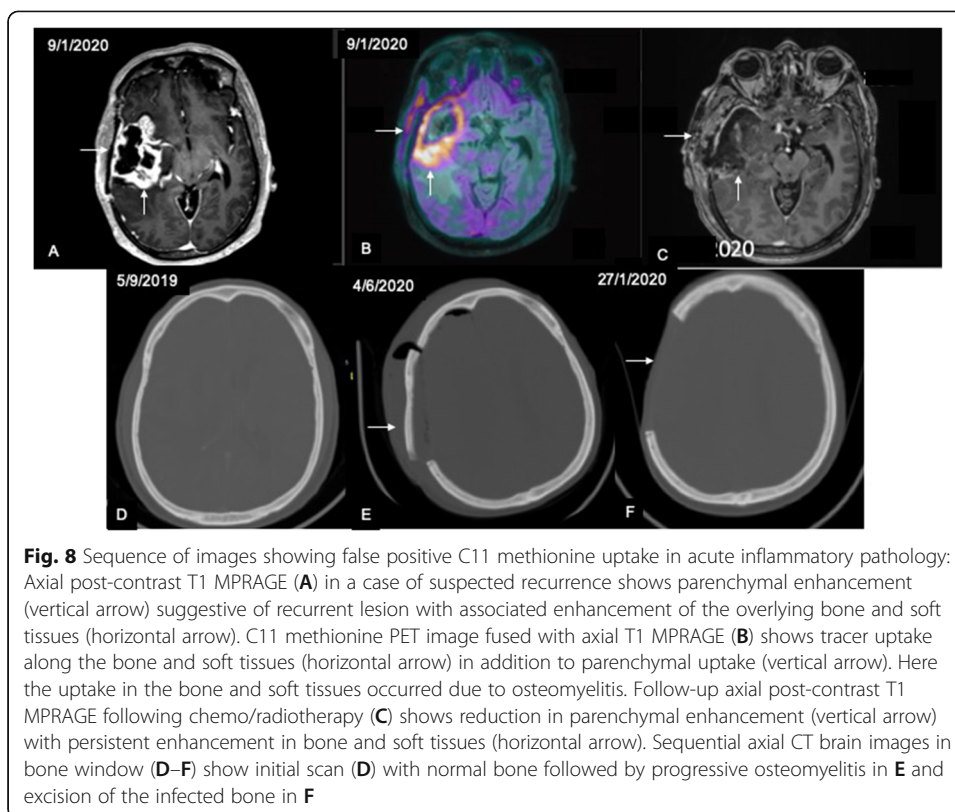 9/1/2020
9/1/2020
A
B
C
020
5/9/2019
4/6/2020
27/1/2020
D
E
F
Fig. 8 Sequence of images showing false positive C11 methionine uptake in acute inflammatory pathology:
Axial post-contrast T1 MPRAGE (A) in a case of suspected recurrence shows parenchymal enhancement
(vertical arrow) suggestive of recurrent lesion with associated enhancement of the overlying bone and soft
tissues (horizontal arrow). C11 methionine PET image fused with axial T1 MPRAGE (B) shows tracer uptake
along the bone and soft tissues (horizontal arrow) in addition to parenchymal uptake (vertical arrow). Here
the uptake in the bone and soft tissues occurred due to osteomyelitis. Follow-up axial post-contrast T1
MPRAGE following chemo/radiotherapy (C) shows reduction in parenchymal enhancement (vertical arrow)
with persistent enhancement in bone and soft tissues (horizontal arrow). Sequential axial CT brain images in
bone window (D–F) show initial scan (D) with normal bone followed by progressive osteomyelitis in E and
excision of the infected bone in F